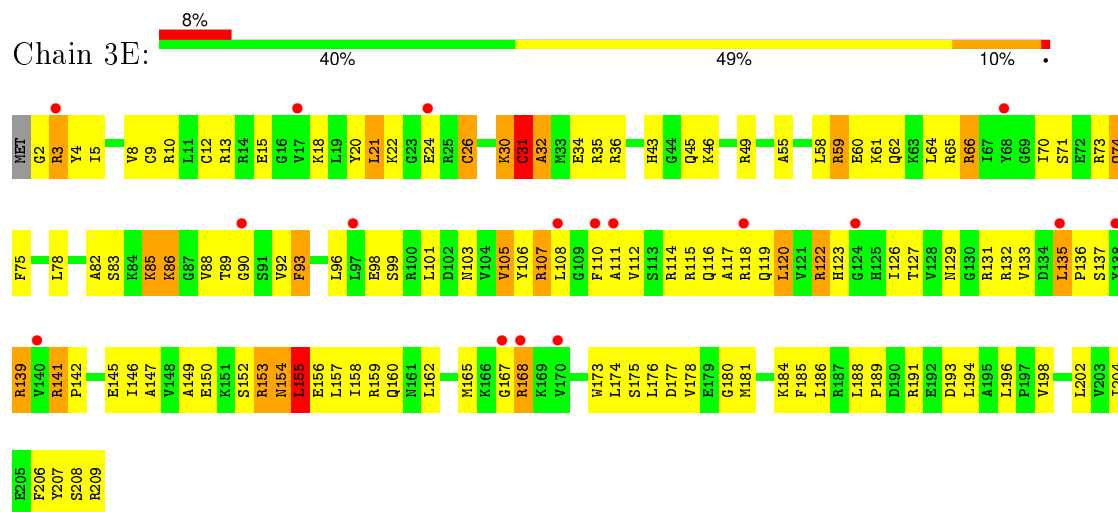 8%
Chain 3E:
40% 49% 10% •
MET G2 R3 Y4 I5 V8 C9 R10 L11 C12 R13 R14 E15 G16 V17 K18 L19 Y20 L21 K22 G23 E24 R25 C26 K30 C31 A32 M33 E34 R35 R36 H43 G44 Q45 K46 R49 A55 L58 R59 E60 K61 Q62 K63 L64 R65 R66 I67 Y68 G69 I70 S71 E72 R73 Q74
F75 L78 A82 S83 K84 K85 K86 G87 V88 T89 G90 S91 V92 F93 L96 L97 E98 S99 R100 L101 D102 N103 V104 V105 Y106 R107 L108 G109 F110 A111 V112 S113 R114 R115 Q116 A117 R118 Q119 L120 V121 R122 H123 G124 H125 I126 T127 V128 N129 G130 R131 R132 V133 D134 L135 P136 S137 Y138
R139 V140 R141 P142 E145 I146 A147 V148 A149 E150 K151 S152 R153 N154 L155 E156 L157 I158 R159 Q160 N161 L162 M165 K166 G167 R168 K169 V170 W173 L174 S175 L176 D177 V178 E179 G180 M181 K184 F185 L186 R187 L188 P189 D190 R191 E192 D193 L194 A195 L196 P197 V198 L202 V203 I204
E205 F206 Y207 S208 R209